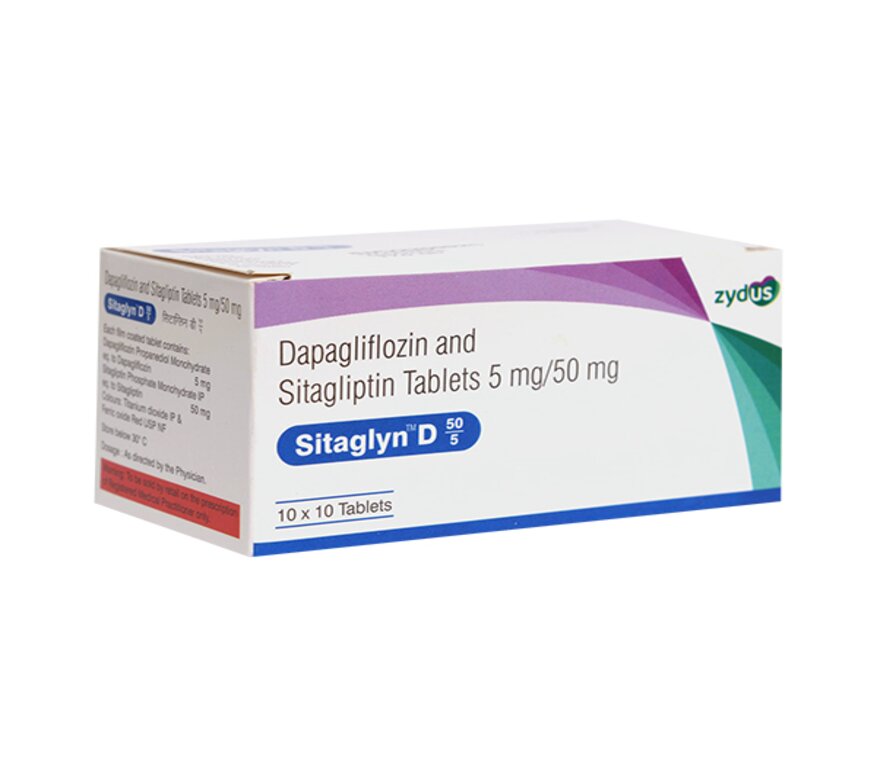 Dapagliflozin and Sitagliptin Tablets 5 mg/50 mg
Sitaglyn D 50/5 सिटाग्लिन डी
Each film coated tablet contains:
Dapagliflozin Propanediol Monohydrate
eq. to Dapagliflozin 5 mg
Sitagliptin Phosphate Monohydrate IP
eq. to Sitagliptin 50 mg
Colours: Titanium dioxide IP &
Ferric oxide Red USP NF
Store below 30° C
Dosage : As directed by the Physician.
Warning: To be sold by retail on the prescription
of Registered Medical Practitioner only.
zydus
Dapagliflozin and
Sitagliptin Tablets 5 mg/50 mg
Sitaglyn™ D 50/5
10 x 10 Tablets